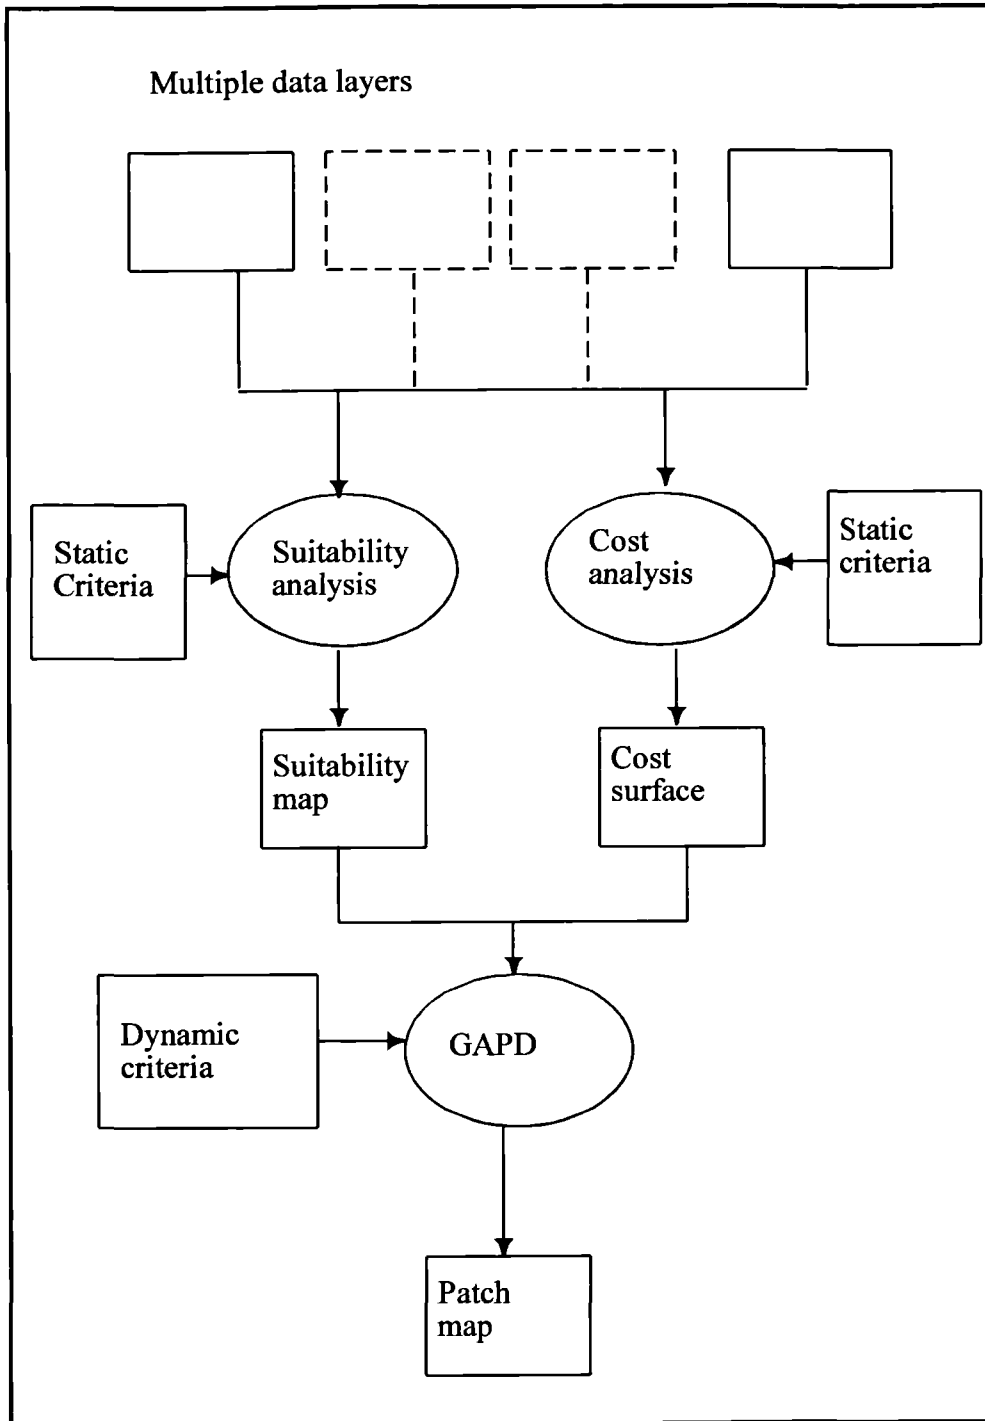 Multiple data layers
Static
Criteria
Suitability
analysis
Cost
analysis
Static
criteria
Suitability
map
Cost
surface
Dynamic
criteria
GAPD
Patch
map